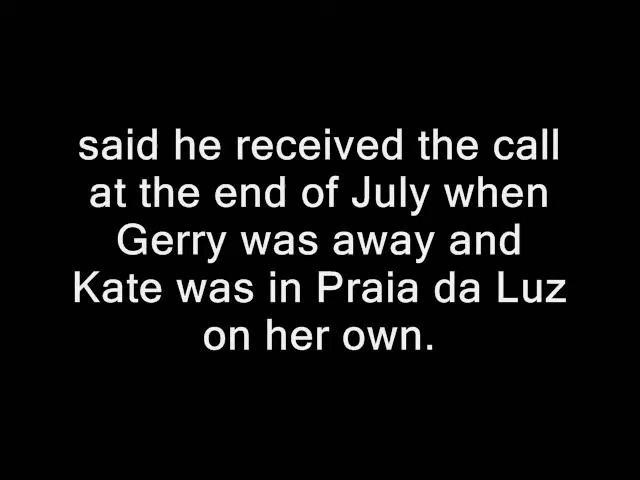 said he received the call
at the end of July when
Gerry was away and
Kate was in Praia da Luz
on her own.